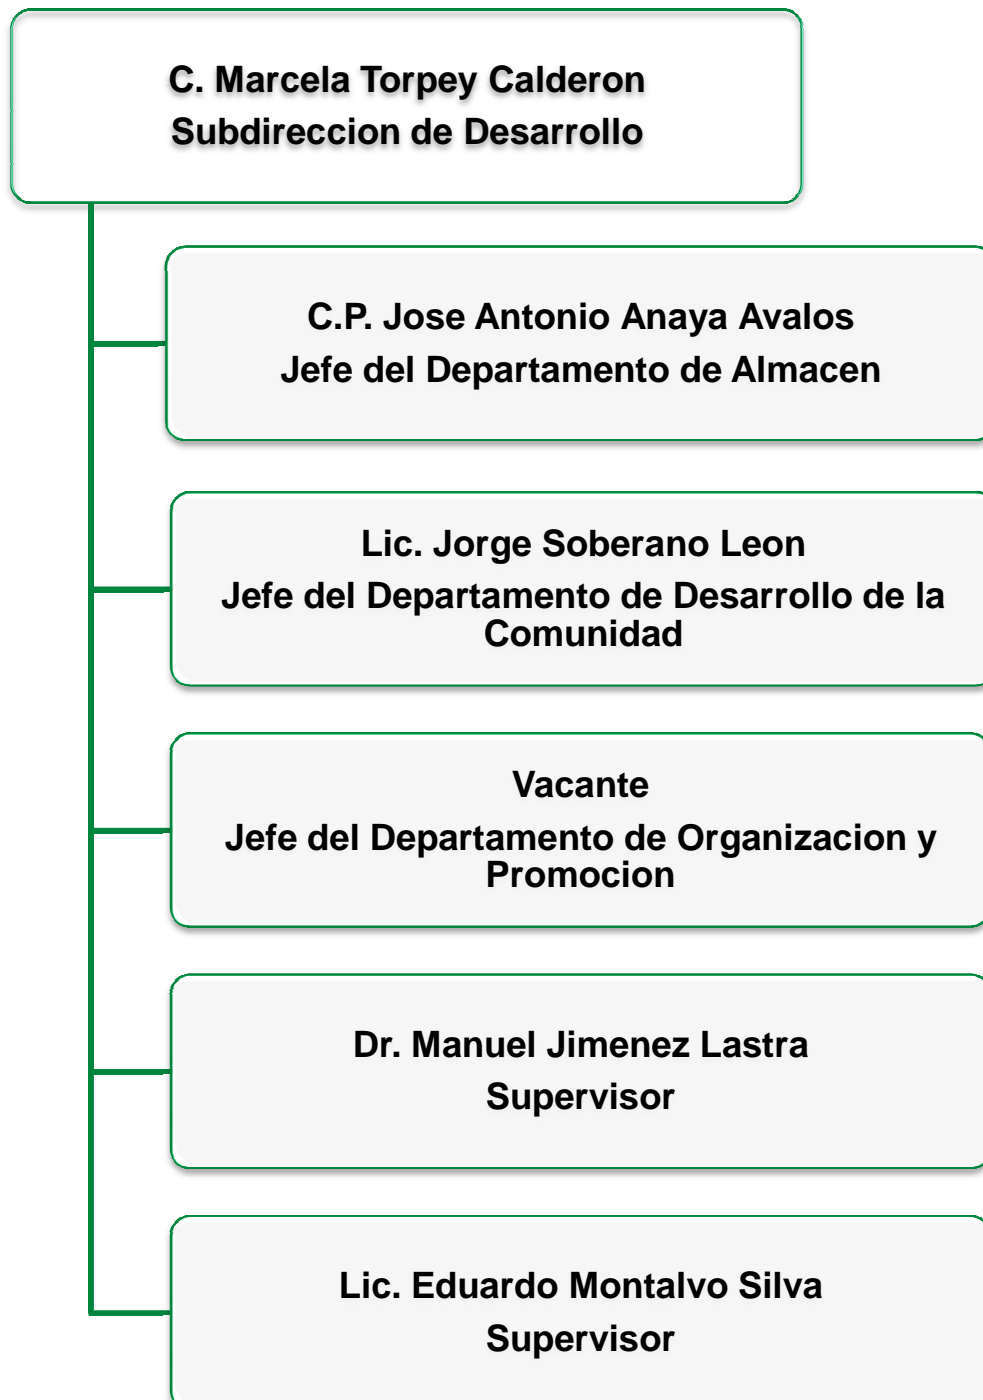 C. Marcela Torpey Calderon
Subdireccion de Desarrollo
C.P. Jose Antonio Anaya Avalos
Jefe del Departamento de Almacen
Lic. Jorge Soberano Leon
Jefe del Departamento de Desarrollo de la
Comunidad
Vacante
Jefe del Departamento de Organizacion y
Promocion
Dr. Manuel Jimenez Lastra
Supervisor
Lic. Eduardo Montalvo Silva
Supervisor